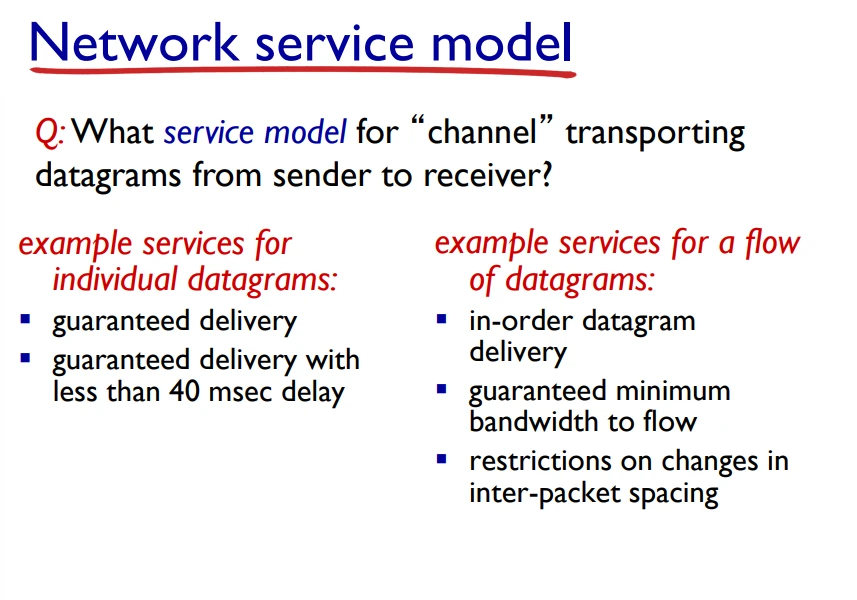 Network service model
Q: What service model for “channel” transporting
datagrams from sender to receiver?
example services for
individual datagrams:
▪ guaranteed delivery
▪ guaranteed delivery with
less than 40 msec delay
example services for a flow
of datagrams:
▪ in-order datagram
delivery
▪ guaranteed minimum
bandwidth to flow
▪ restrictions on changes in
inter-packet spacing